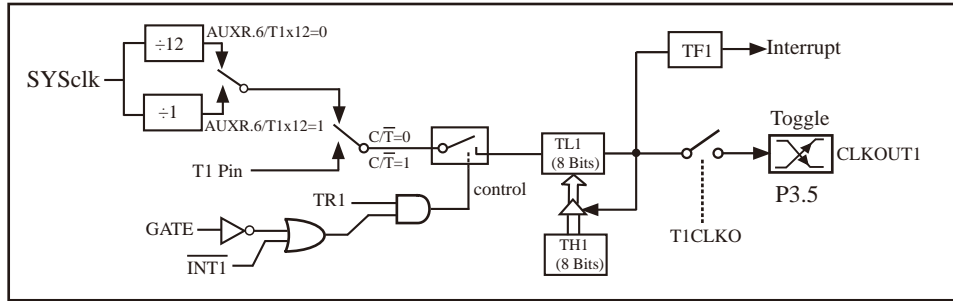 ÷12
AUXR.6/T1x12=0
SYSclk
÷1
AUXR.6/T1x12=1
T1 Pin
C/T̅=0
C/T̅=1
TR1
GATE
I̅N̅T̅1̅
control
TL1
(8 Bits)
TH1
(8 Bits)
TF1
Interrupt
T1CLKO
Toggle
CLKOUT1
P3.5